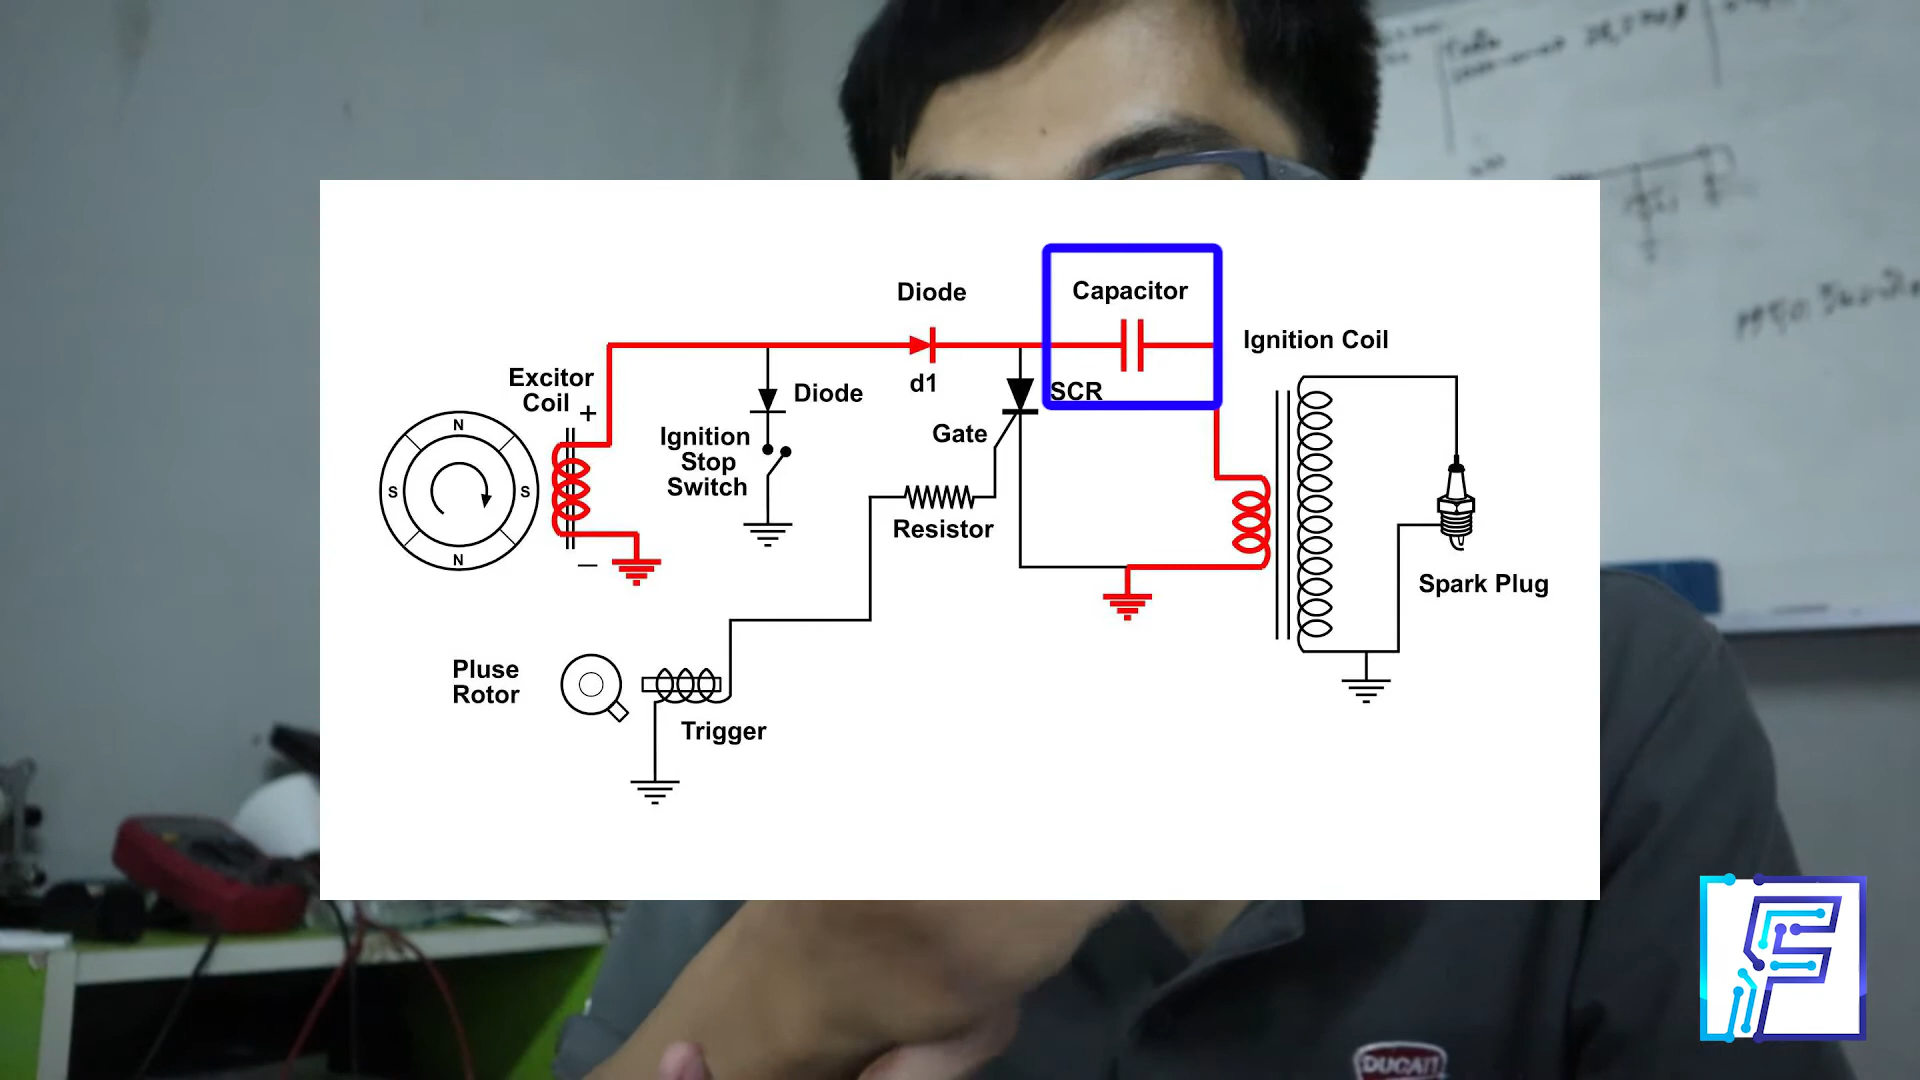 Diode
Capacitor
Ignition Coil
Excitor
Coil
+
d1
Diode
SCR
Gate
Ignition
Stop
Switch
N
S
S
N
Resistor
Spark Plug
Pluse
Rotor
Trigger
DUCATI